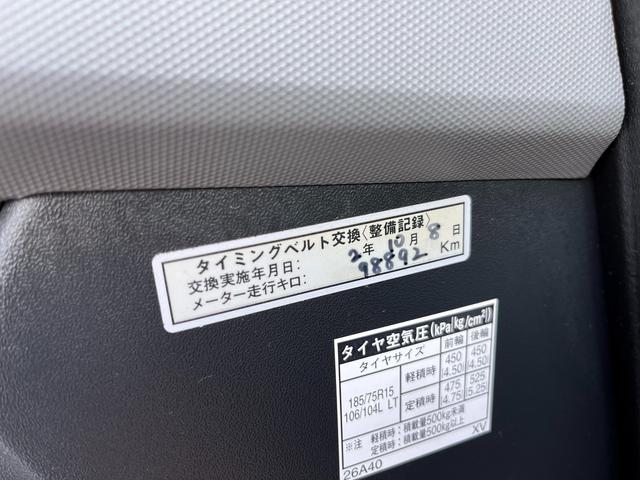 タイミングベルト交換〈整備記録〉
交換実施年月日: 2年 10月 8日
メーター走行キロ: 98892 Km
タイヤ空気圧(kPa{kg/cm²})
タイヤサイズ 前輪 後輪
185/75R15 106/104L LT 軽積時 450{4.50} 450{4.50}
定積時 475{4.75} 525{5.25}
※注 軽積時:積載量500kg未満
定積時:積載量500kg以上
26A40 XV